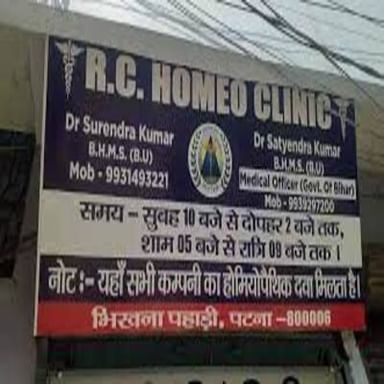 R.C. HOMEO CLINIC
Dr Surendra Kumar
B.H.M.S. (B.U)
Mob - 9931493221
Dr Satyendra Kumar
B.H.M.S. (B.U)
Medical Officer (Govt. Of Bihar)
Mob - 9939297200
समय – सुबह 10 बजे से दोपहर 2 बजे तक,
शाम 05 बजे से रात्रि 09 बजे तक ।
नोट :- यहाँ सभी कम्पनी का होमियोपैथिक दवा मिलता है।
भिखना पहाड़ी, पटना –800006